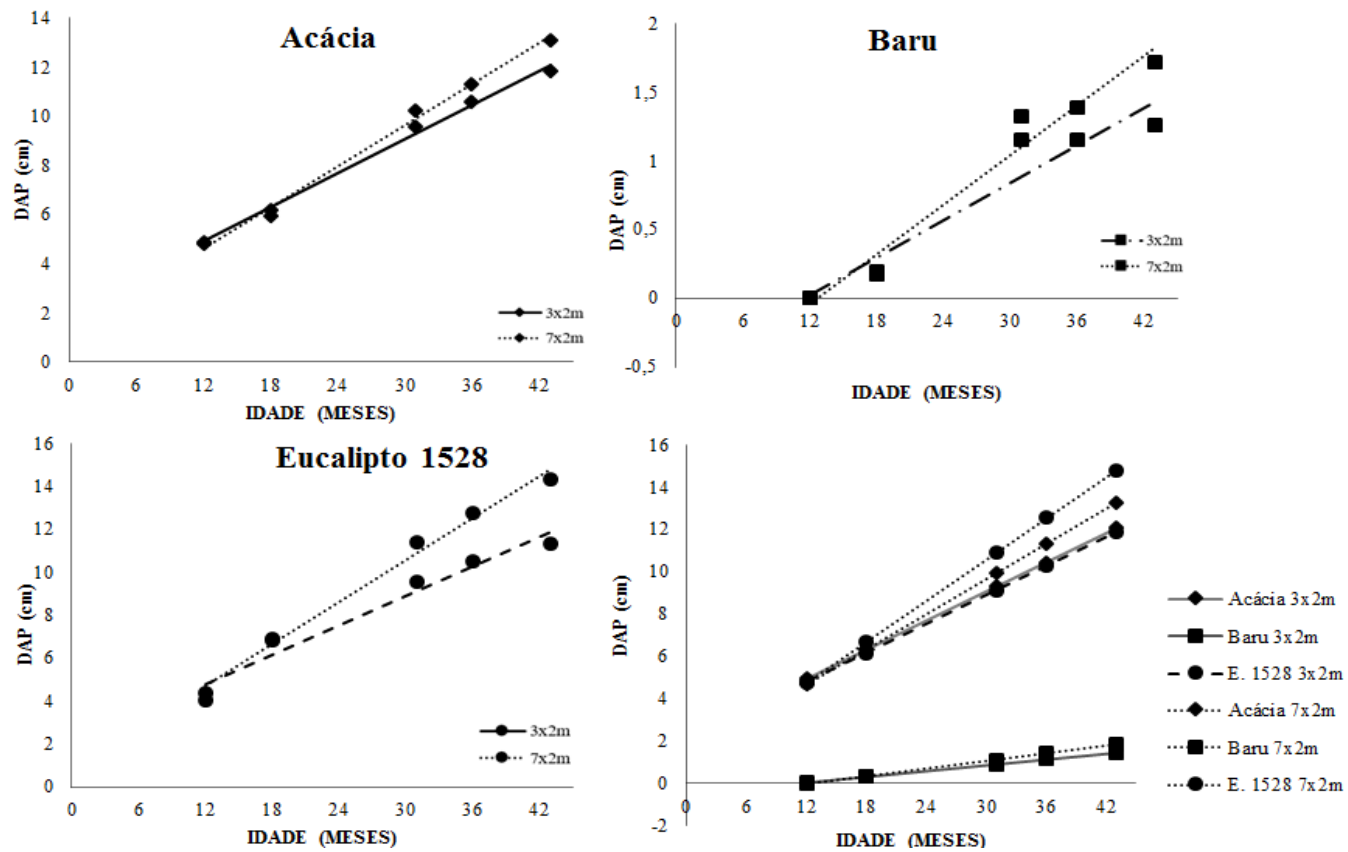 Acácia
14
12
10
8
6
4
2
0
DAP (cm)
0 6 12 18 24 30 36 42
IDADE (MESES)
3x2m
7x2m
Baru
2
1,5
1
0,5
0
-0,5
DAP (cm)
0 6 12 18 24 30 36 42
IDADE (MESES)
3x2m
7x2m
Eucalipto 1528
16
14
12
10
8
6
4
2
0
DAP (cm)
0 6 12 18 24 30 36 42
IDADE (MESES)
3x2m
7x2m
16
14
12
10
8
6
4
2
0
-2
DAP (cm)
0 6 12 18 24 30 36 42
IDADE (MESES)
Acácia 3x2m
Baru 3x2m
E. 1528 3x2m
Acácia 7x2m
Baru 7x2m
E. 1528 7x2m